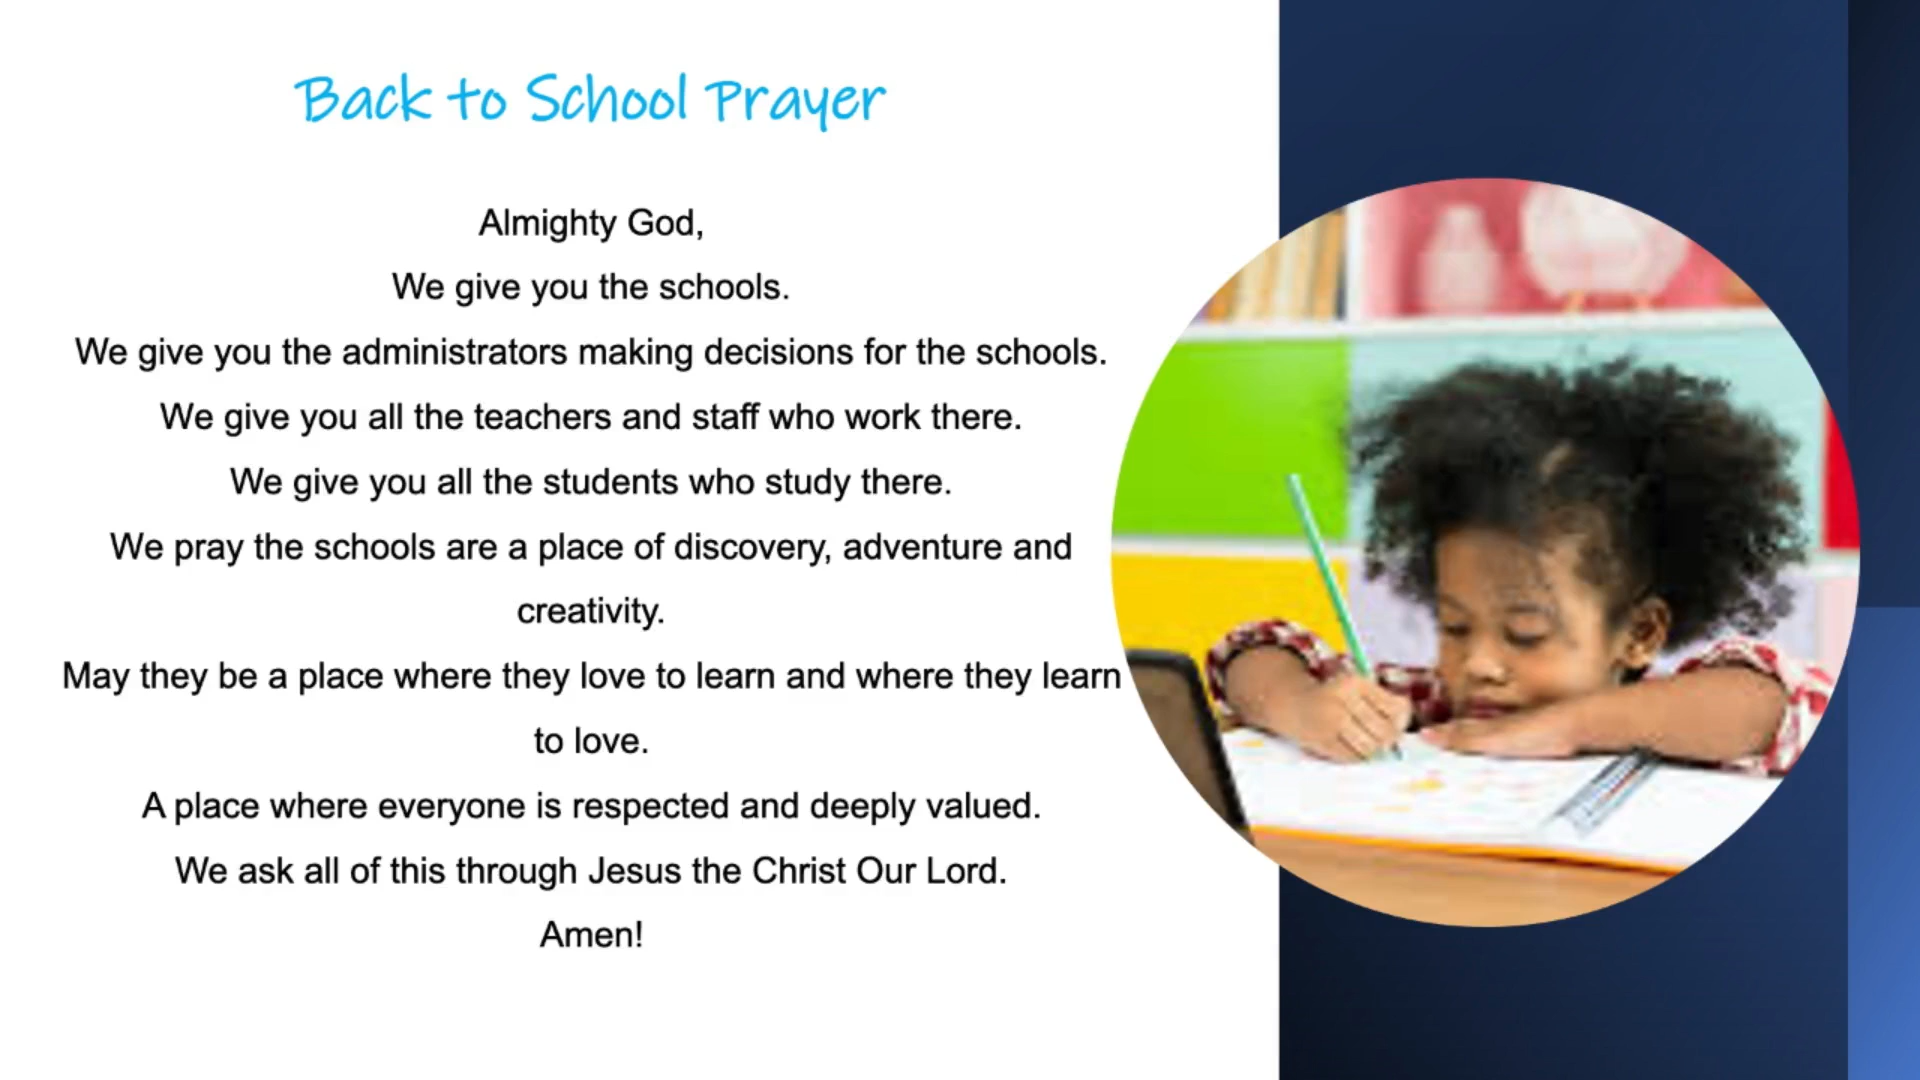 Back to School Prayer
Almighty God,
We give you the schools.
We give you the administrators making decisions for the schools.
We give you all the teachers and staff who work there.
We give you all the students who study there.
We pray the schools are a place of discovery, adventure and
creativity.
May they be a place where they love to learn and where they learn
to love.
A place where everyone is respected and deeply valued.
We ask all of this through Jesus the Christ Our Lord.
Amen!